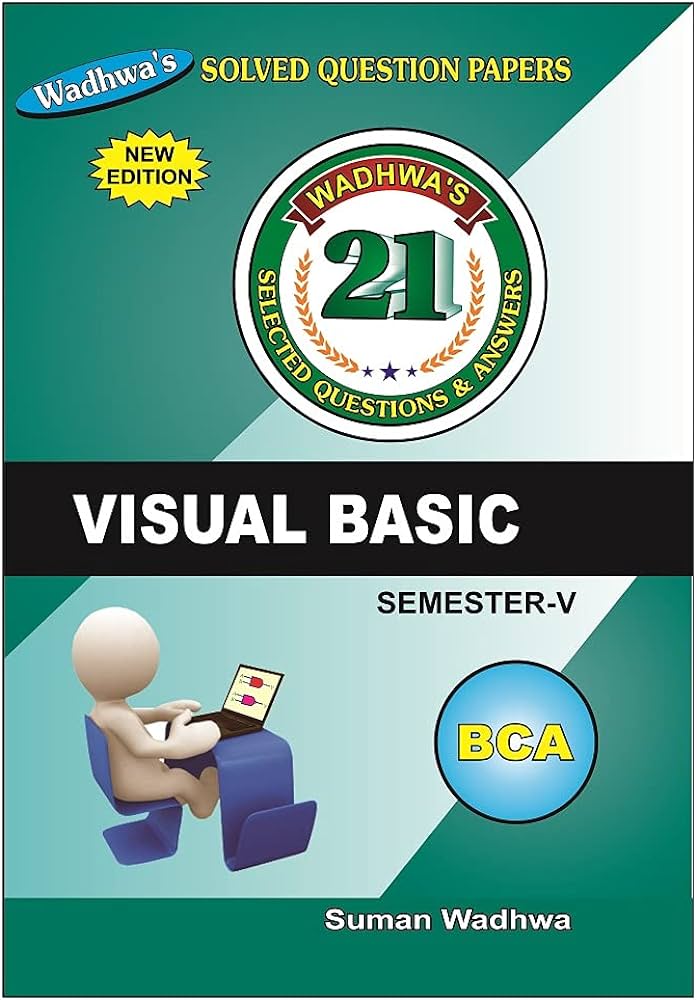 Wadhwa's SOLVED QUESTION PAPERS
NEW
EDITION
WADHWA'S
21
SELECTED QUESTIONS & ANSWERS
VISUAL BASIC
SEMESTER-V
BCA
Suman Wadhwa